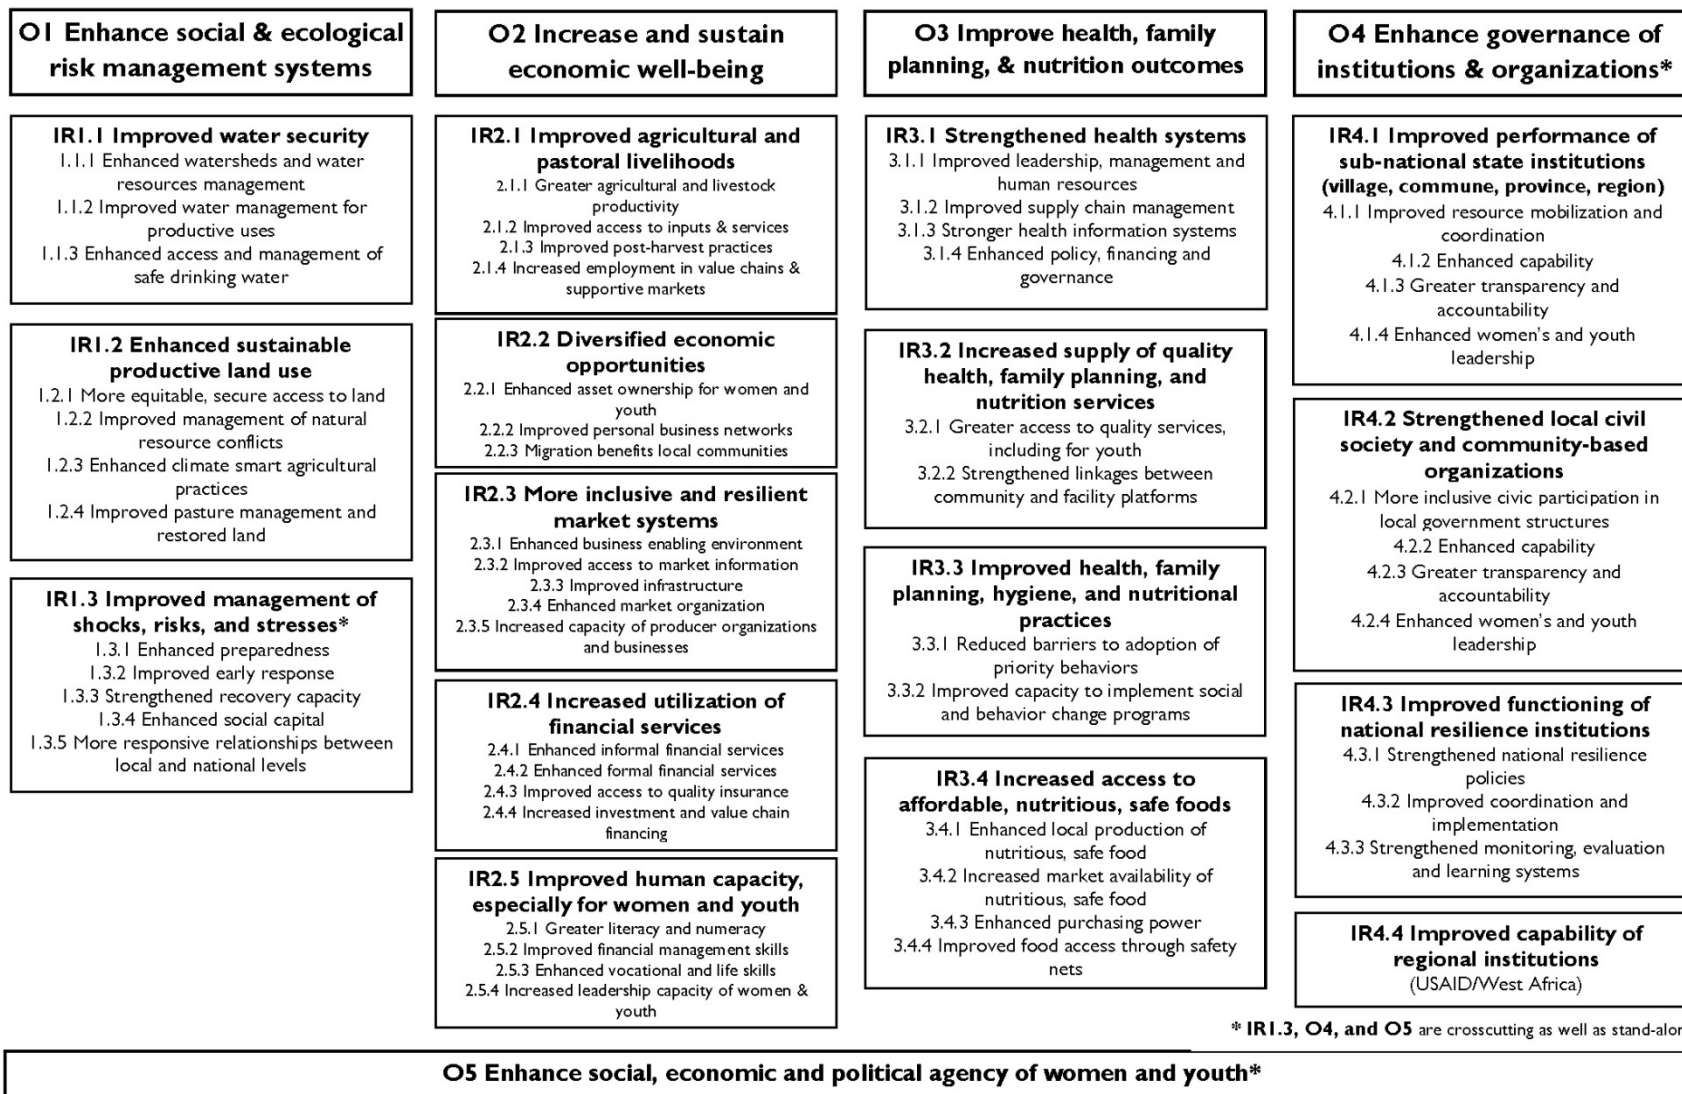 O1 Enhance social & ecological
risk management systems
IR1.1 Improved water security
1.1.1 Enhanced watersheds and water
resources management
1.1.2 Improved water management for
productive uses
1.1.3 Enhanced access and management of
safe drinking water
IR1.2 Enhanced sustainable
productive land use
1.2.1 More equitable, secure access to land
1.2.2 Improved management of natural
resource conflicts
1.2.3 Enhanced climate smart agricultural
practices
1.2.4 Improved pasture management and
restored land
IR1.3 Improved management of
shocks, risks, and stresses*
1.3.1 Enhanced preparedness
1.3.2 Improved early response
1.3.3 Strengthened recovery capacity
1.3.4 Enhanced social capital
1.3.5 More responsive relationships between
local and national levels
O2 Increase and sustain
economic well-being
IR2.1 Improved agricultural and
pastoral livelihoods
2.1.1 Greater agricultural and livestock
productivity
2.1.2 Improved access to inputs & services
2.1.3 Improved post-harvest practices
2.1.4 Increased employment in value chains &
supportive markets
IR2.2 Diversified economic
opportunities
2.2.1 Enhanced asset ownership for women and
youth
2.2.2 Improved personal business networks
2.2.3 Migration benefits local communities
IR2.3 More inclusive and resilient
market systems
2.3.1 Enhanced business enabling environment
2.3.2 Improved access to market information
2.3.3 Improved infrastructure
2.3.4 Enhanced market organization
2.3.5 Increased capacity of producer organizations
and businesses
IR2.4 Increased utilization of
financial services
2.4.1 Enhanced informal financial services
2.4.2 Enhanced formal financial services
2.4.3 Improved access to quality insurance
2.4.4 Increased investment and value chain
financing
IR2.5 Improved human capacity,
especially for women and youth
2.5.1 Greater literacy and numeracy
2.5.2 Improved financial management skills
2.5.3 Enhanced vocational and life skills
2.5.4 Increased leadership capacity of women &
youth
O3 Improve health, family
planning, & nutrition outcomes
IR3.1 Strengthened health systems
3.1.1 Improved leadership, management and
human resources
3.1.2 Improved supply chain management
3.1.3 Stronger health information systems
3.1.4 Enhanced policy, financing and
governance
IR3.2 Increased supply of quality
health, family planning, and
nutrition services
3.2.1 Greater access to quality services,
including for youth
3.2.2 Strengthened linkages between
community and facility platforms
IR3.3 Improved health, family
planning, hygiene, and nutritional
practices
3.3.1 Reduced barriers to adoption of
priority behaviors
3.3.2 Improved capacity to implement social
and behavior change programs
IR3.4 Increased access to
affordable, nutritious, safe foods
3.4.1 Enhanced local production of
nutritious, safe food
3.4.2 Increased market availability of
nutritious, safe food
3.4.3 Enhanced purchasing power
3.4.4 Improved food access through safety
nets
O4 Enhance governance of
institutions & organizations*
IR4.1 Improved performance of
sub-national state institutions
(village, commune, province, region)
4.1.1 Improved resource mobilization and
coordination
4.1.2 Enhanced capability
4.1.3 Greater transparency and
accountability
4.1.4 Enhanced women's and youth
leadership
IR4.2 Strengthened local civil
society and community-based
organizations
4.2.1 More inclusive civic participation in
local government structures
4.2.2 Enhanced capability
4.2.3 Greater transparency and
accountability
4.2.4 Enhanced women's and youth
leadership
IR4.3 Improved functioning of
national resilience institutions
4.3.1 Strengthened national resilience
policies
4.3.2 Improved coordination and
implementation
4.3.3 Strengthened monitoring, evaluation
and learning systems
IR4.4 Improved capability of
regional institutions
(USAID/West Africa)
* IR1.3, O4, and O5 are crosscutting as well as
O5 Enhance social, economic and political agency of women and youth*